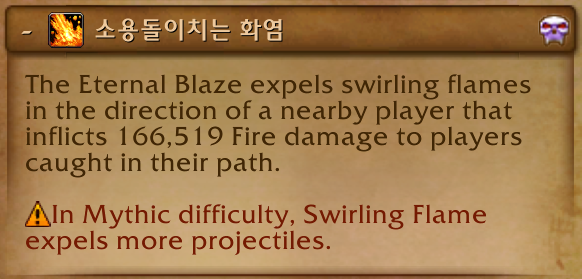 - 소용돌이치는 화염
The Eternal Blaze expels swirling flames
in the direction of a nearby player that
inflicts 166,519 Fire damage to players
caught in their path.
In Mythic difficulty, Swirling Flame
expels more projectiles.